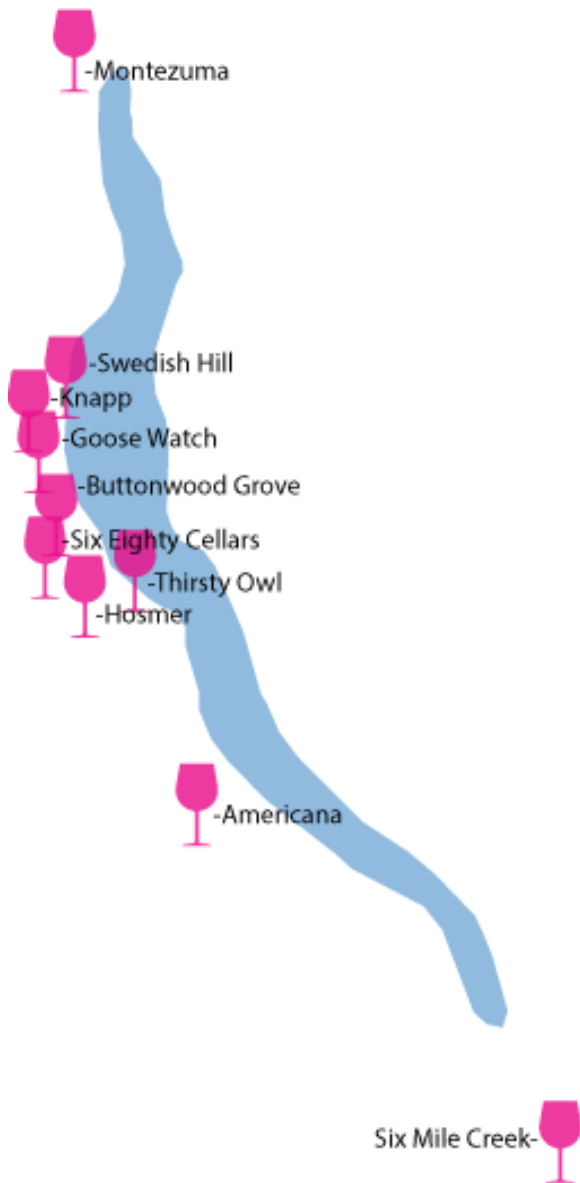 -Montezuma
-Swedish Hill
-Knapp
-Goose Watch
-Buttonwood Grove
-Six Eighty Cellars
-Thirsty Owl
-Hosmer
-Americana
Six Mile Creek-